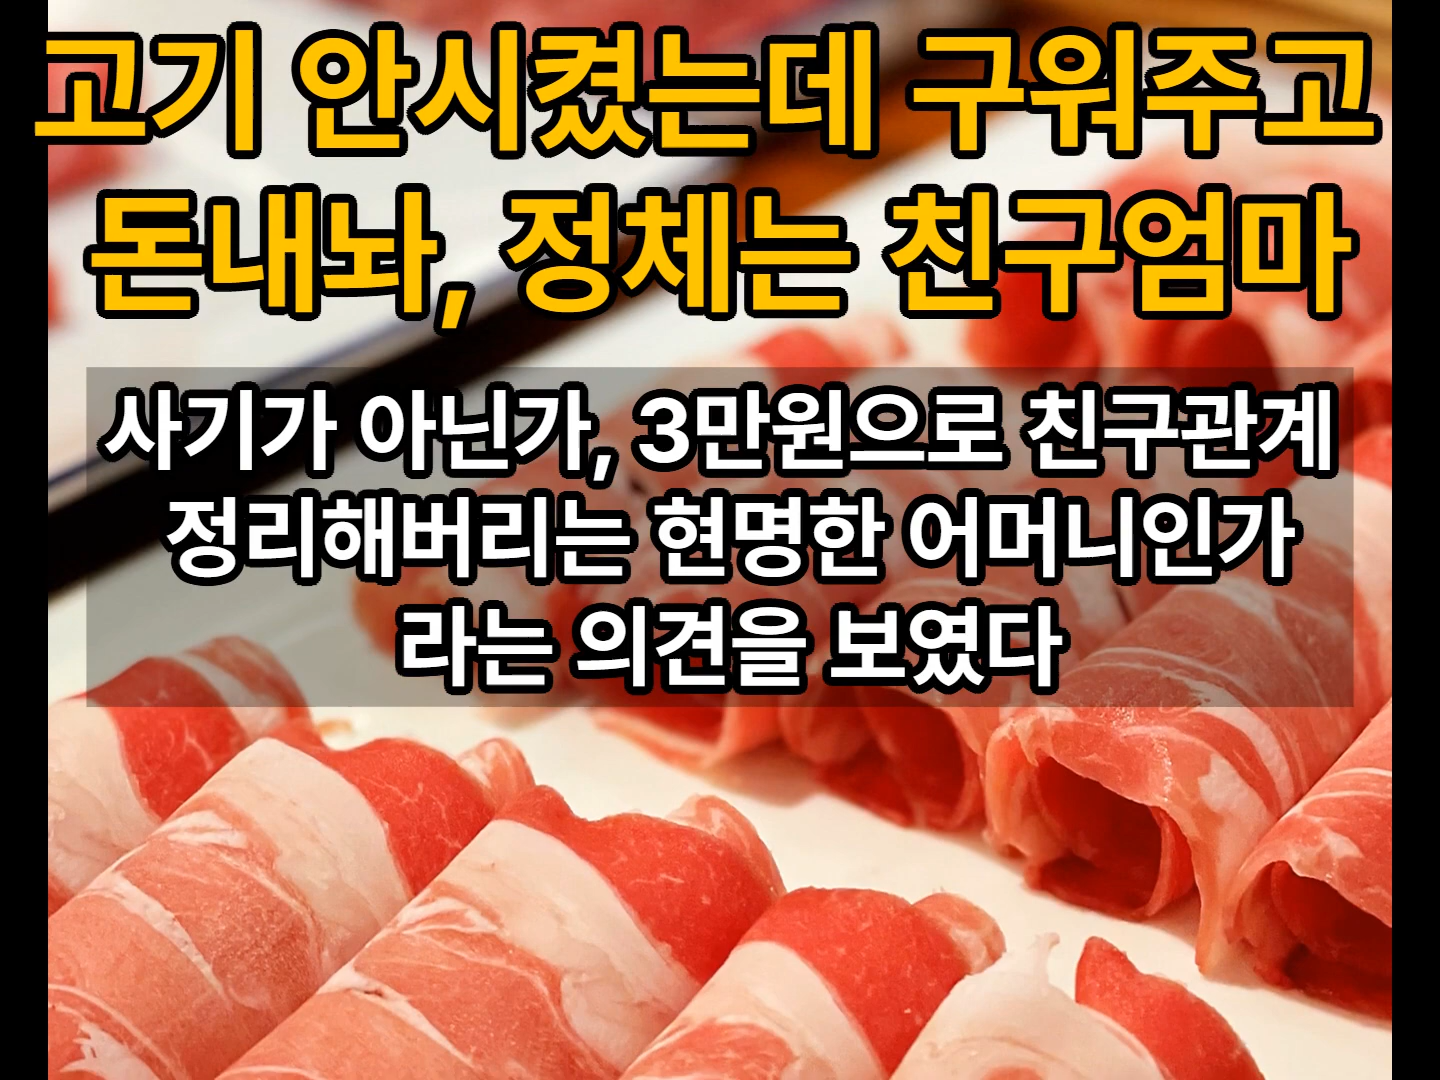 고기 안시켰는데 구워주고
돈내놔, 정체는 친구엄마
사기가 아닌가, 3만원으로 친구관계
정리해버리는 현명한 어머니인가
라는 의견을 보였다